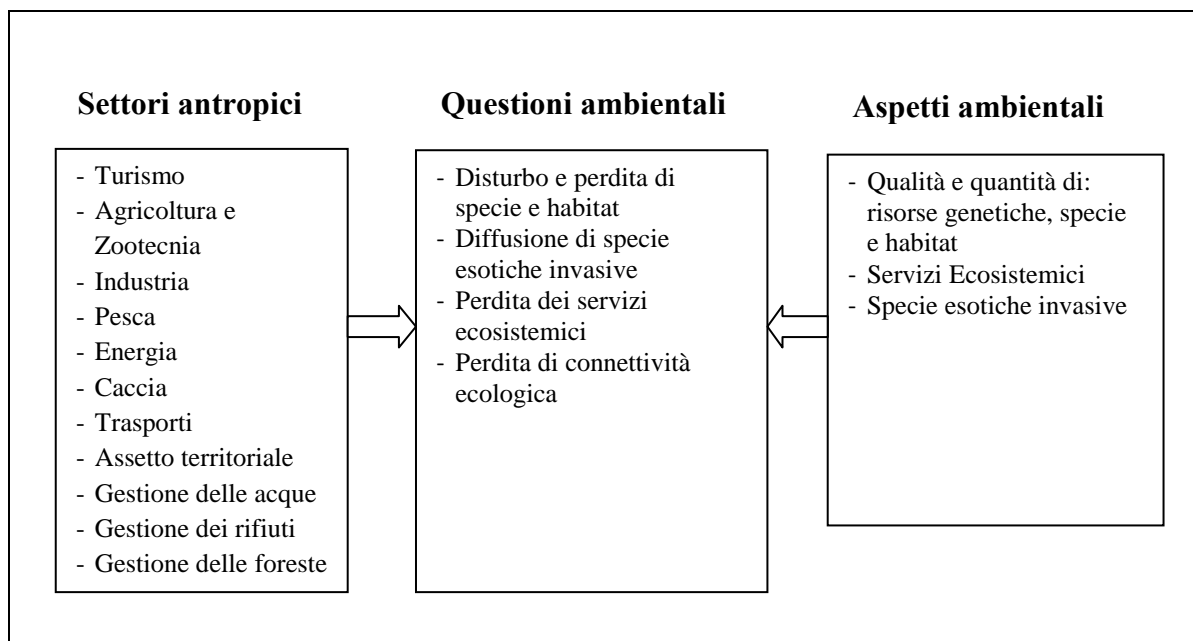 Settori antropici
- Turismo
- Agricoltura e
Zootecnia
- Industria
- Pesca
- Energia
- Caccia
- Trasporti
- Assetto territoriale
- Gestione delle acque
- Gestione dei rifiuti
- Gestione delle foreste
Questioni ambientali
- Disturbo e perdita di
specie e habitat
- Diffusione di specie
esotiche invasive
- Perdita dei servizi
ecosistemici
- Perdita di connettività
ecologica
Aspetti ambientali
- Qualità e quantità di:
risorse genetiche, specie
e habitat
- Servizi Ecosistemici
- Specie esotiche invasive